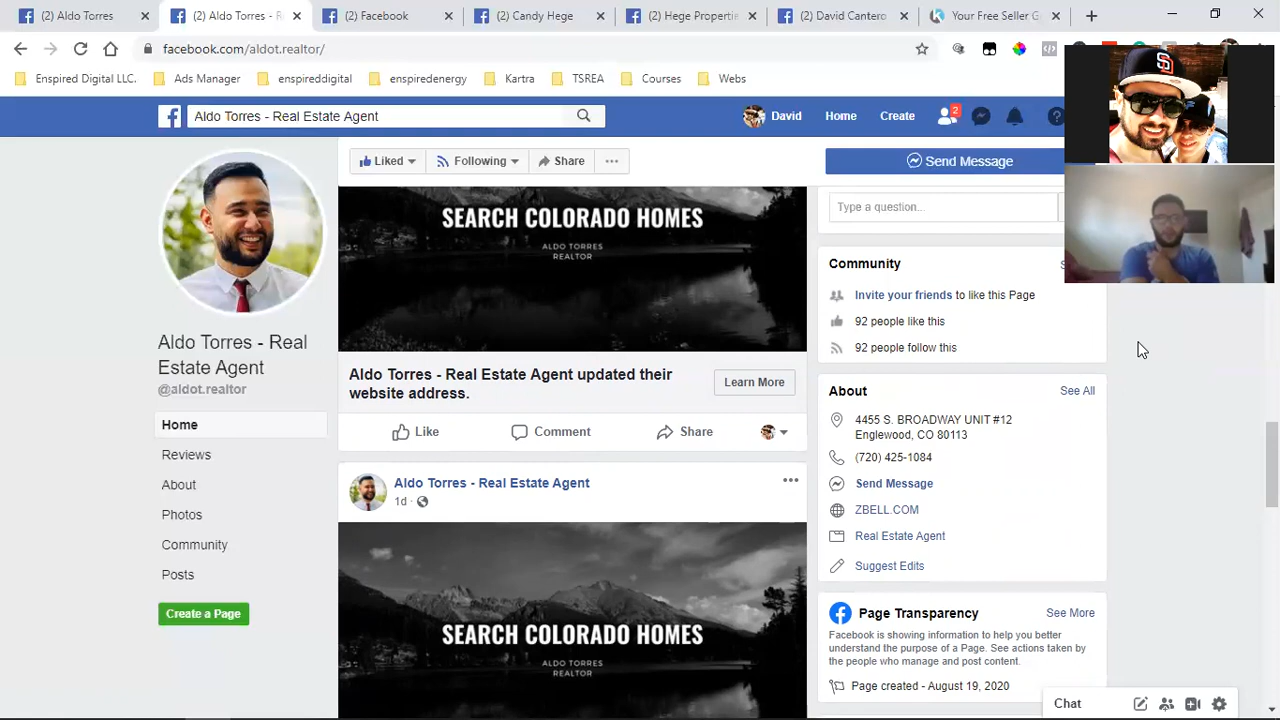 (2) Aldo Torres
(2) Aldo Torres - R
(2) Facebook
(2) Candy Hege
(2) Hege Properti
(2) David Cantero
Your Free Seller G
facebook.com/aldot.realtor/
Enspired Digital LLC.
Ads Manager
enspireddigital
enspiredenergy
Karira
TSREA
Courses
Webs
Aldo Torres - Real Estate Agent
David
Home
Create
2
Liked
Following
Share
Send Message
SEARCH COLORADO HOMES
ALDO TORRES
REALTOR
Type a question...
Community
Invite your friends to like this Page
92 people like this
92 people follow this
Aldo Torres - Real
Estate Agent
@aldot.realtor
Home
Reviews
About
Photos
Community
Posts
Create a Page
Aldo Torres - Real Estate Agent updated their
website address.
Learn More
Like
Comment
Share
About
See All
4455 S. BROADWAY UNIT #12
Englewood, CO 80113
(720) 425-1084
Send Message
ZBELL.COM
Real Estate Agent
Suggest Edits
Aldo Torres - Real Estate Agent
1d
SEARCH COLORADO HOMES
ALDO TORRES
REALTOR
Page Transparency
See More
Facebook is showing information to help you better
understand the purpose of a Page. See actions taken by
the people who manage and post content.
Page created - August 19, 2020
Chat